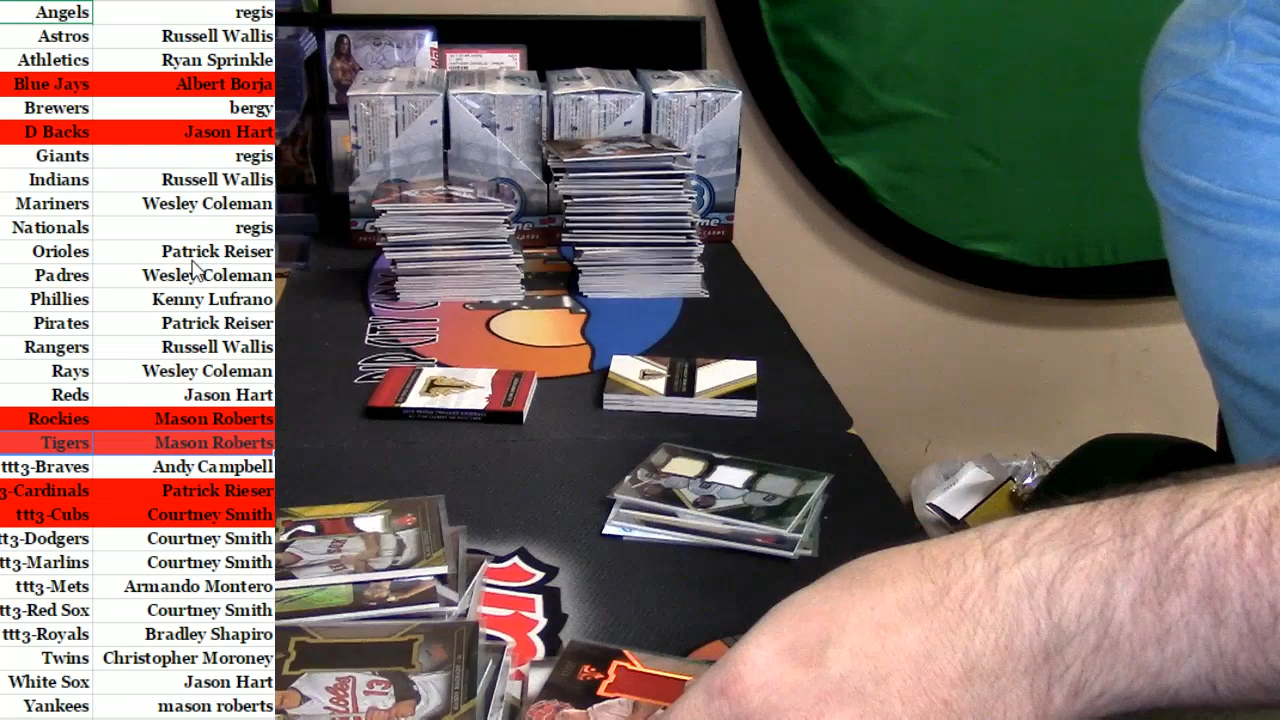 Angels regis
Astros Russell Wallis
Athletics Ryan Sprinkle
Blue Jays Albert Borja
Brewers bergy
D Backs Jason Hart
Giants regis
Indians Russell Wallis
Mariners Wesley Coleman
Nationals regis
Orioles Patrick Reiser
Padres Wesley Coleman
Phillies Kenny Lufrano
Pirates Patrick Reiser
Rangers Russell Wallis
Rays Wesley Coleman
Reds Jason Hart
Rockies Mason Roberts
Tigers Mason Roberts
ttt3-Braves Andy Campbell
3-Cardinals Patrick Rieser
ttt3-Cubs Courtney Smith
tt3-Dodgers Courtney Smith
tt3-Marlins Courtney Smith
ttt3-Mets Armando Montero
tt3-Red Sox Courtney Smith
ttt3-Royals Bradley Shapiro
Twins Christopher Moroney
White Sox Jason Hart
Yankees mason roberts
13